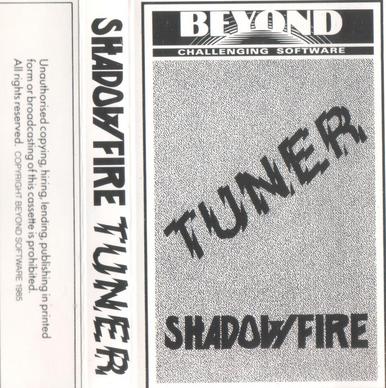 Unauthorised copying, hiring, lending, publishing in printed
form or broadcasting of this cassette is prohibited.
All rights reserved. COPYRIGHT BEYOND SOFTWARE 1985
SHADOWFIRE TUNER
BEYOND
CHALLENGING SOFTWARE
TUNER
SHADOWFIRE